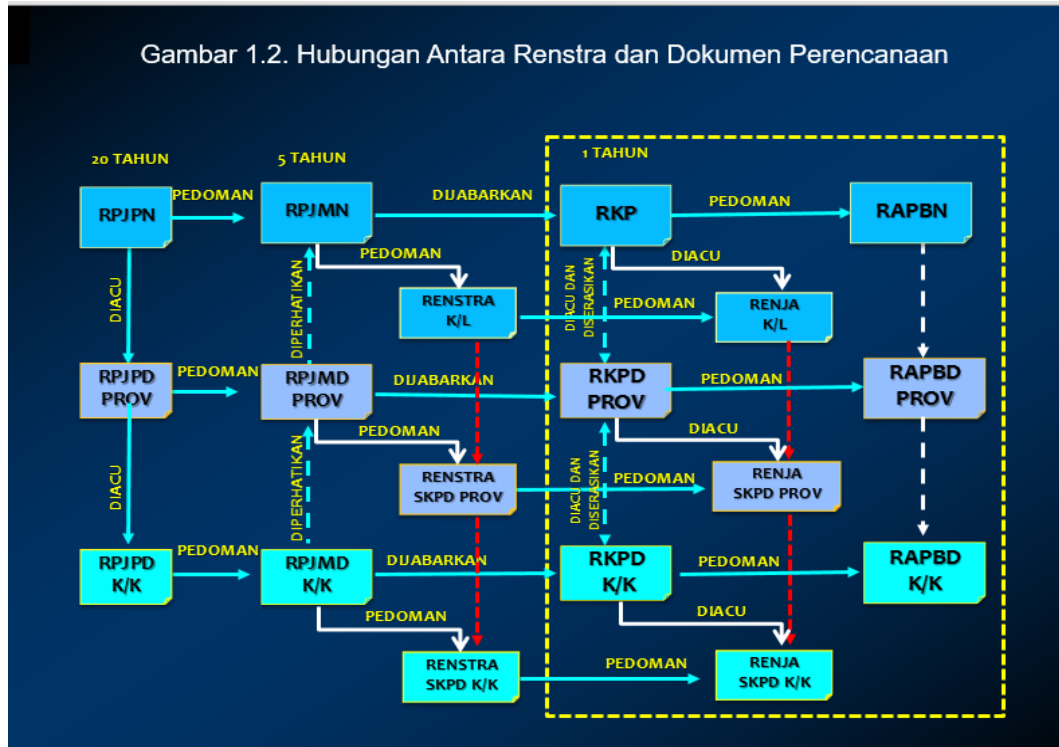 Gambar 1.2. Hubungan Antara Renstra dan Dokumen Perencanaan
20 TAHUN
5 TAHUN
1 TAHUN
RPJPN
PEDOMAN
RPJMN
DIJABARKAN
RKP
PEDOMAN
RAPBN
DIACU
DIPERHATIKAN
PEDOMAN
RENSTRA
K/L
PEDOMAN
DIACU DAN
DISERASIKAN
DIACU
RENJA
K/L
RPJPD
PROV
PEDOMAN
RPJMD
PROV
DIJABARKAN
RKPD
PROV
PEDOMAN
RAPBD
PROV
DIACU
DIPERHATIKAN
PEDOMAN
RENSTRA
SKPD PROV
PEDOMAN
DIACU DAN
DISERASIKAN
DIACU
RENJA
SKPD PROV
RPJPD
K/K
PEDOMAN
RPJMD
K/K
DIJABARKAN
RKPD
K/K
PEDOMAN
RAPBD
K/K
PEDOMAN
RENSTRA
SKPD K/K
PEDOMAN
DIACU
RENJA
SKPD K/K